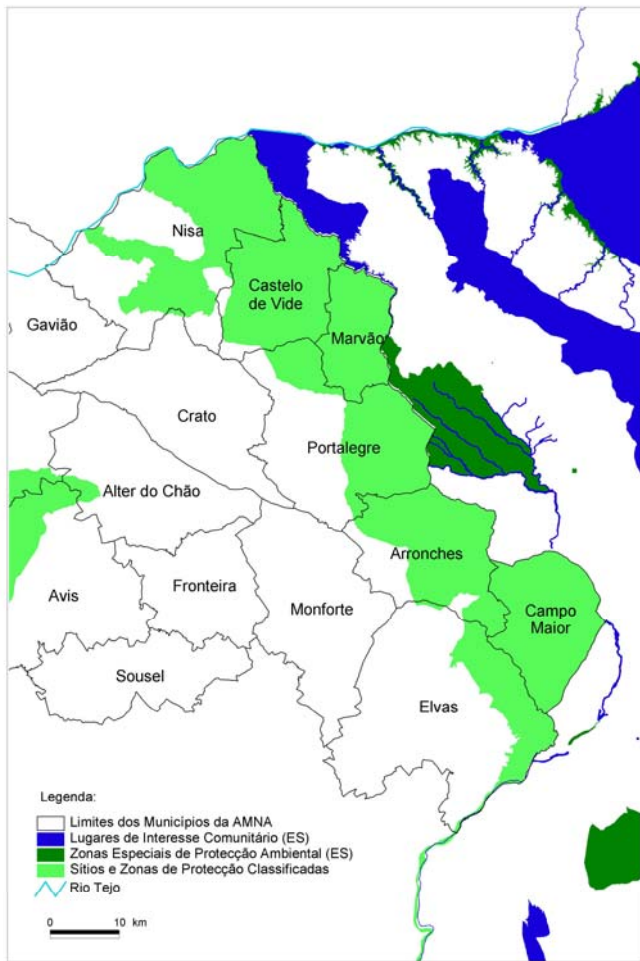 Nisa
Castelo
de Vide
Gavião
Marvão
Crato
Portalegre
Alter do Chão
Arronches
Avis
Fronteira
Monforte
Campo
Maior
Sousel
Elvas
Legenda:
Limites dos Municípios da AMNA
Lugares de Interesse Comunitário (ES)
Zonas Especiais de Protecção Ambiental (ES)
Sítios e Zonas de Protecção Classificadas
Rio Tejo
0 10 km